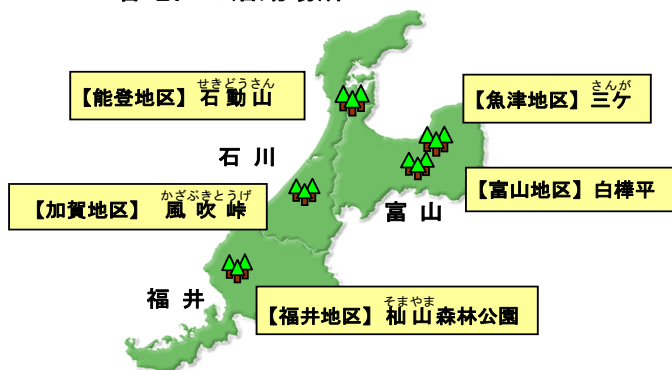 せきどうさん
【能登地区】石動山
さんが
【魚津地区】三ケ
石川
かざふきとうげ
【加賀地区】 風吹峠
【富山地区】白樺平
富山
福井
そまやま
【福井地区】杣山森林公園